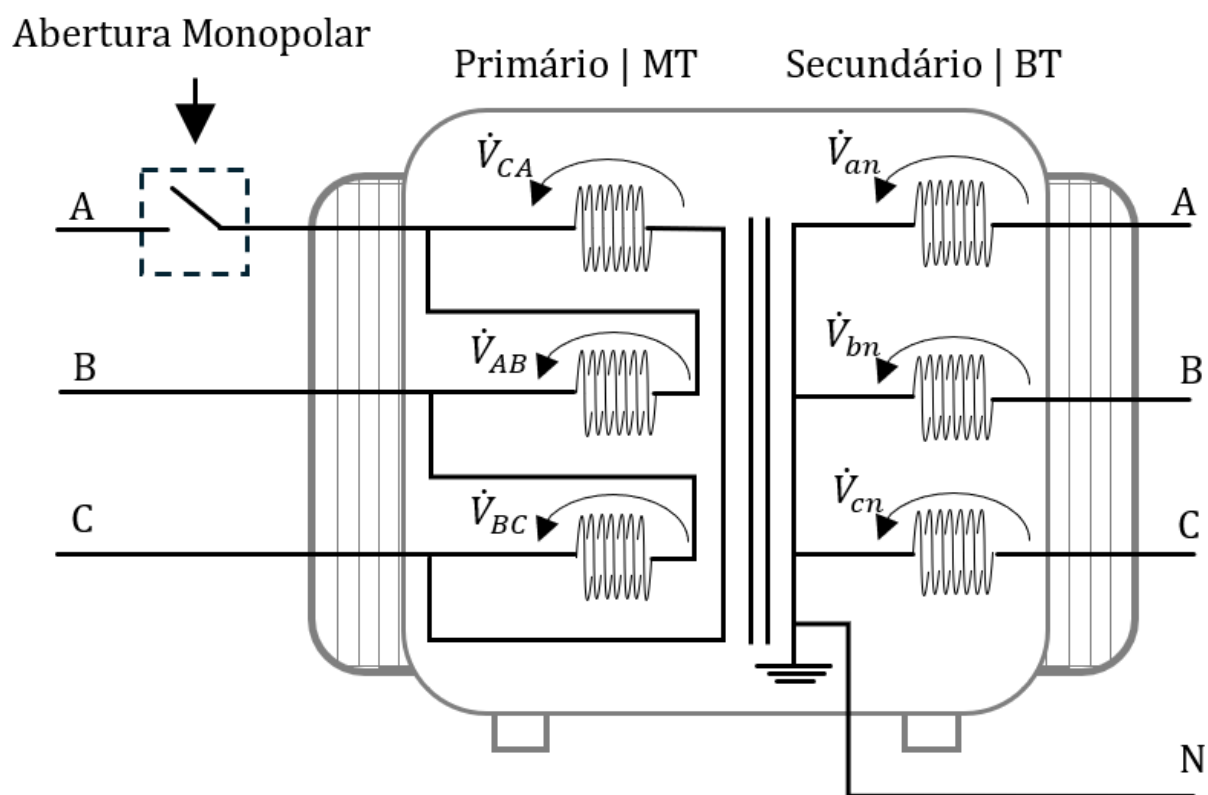 Abertura Monopolar
Primário | MT
Secundário | BT
V̇CA
V̇an
A
A
V̇AB
V̇bn
B
B
V̇BC
V̇cn
C
C
N